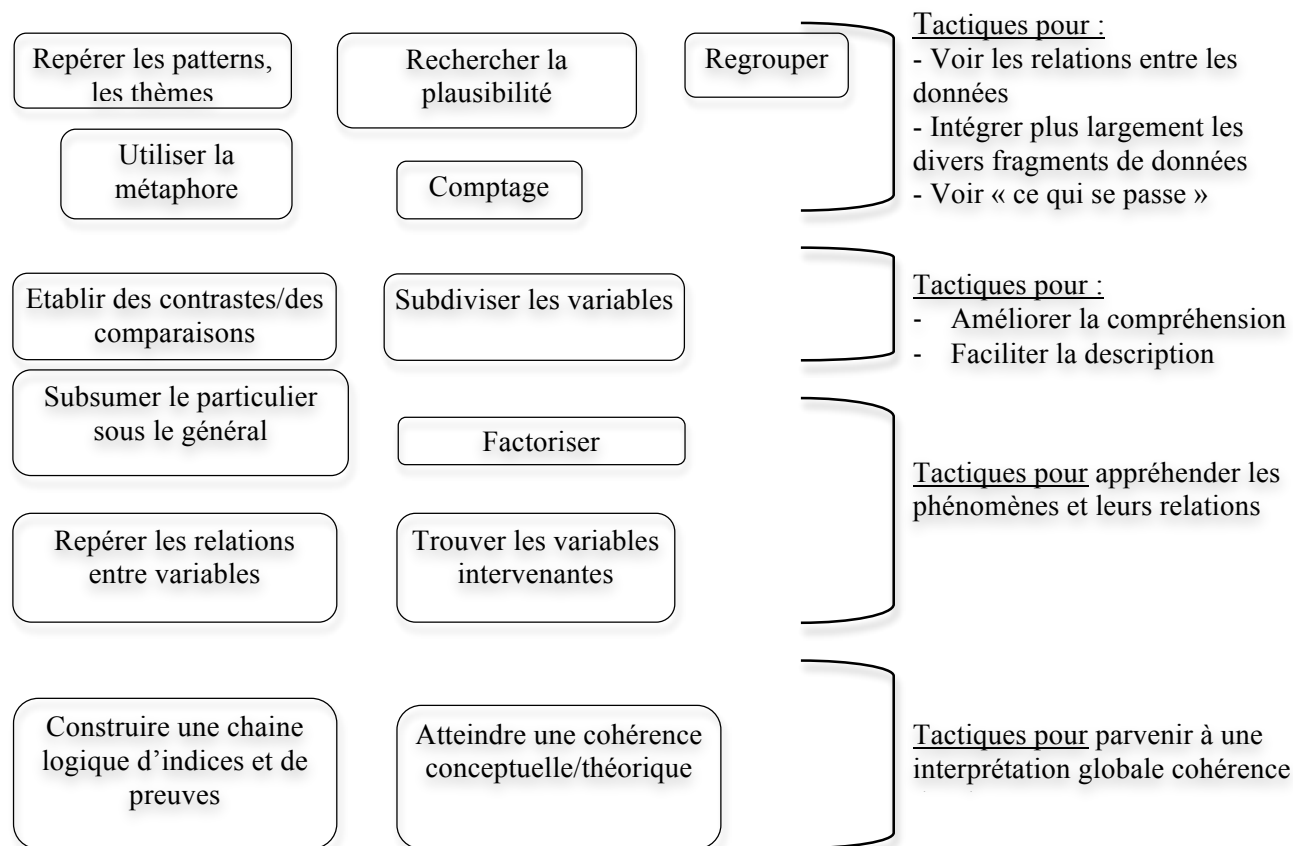 Repérer les patterns,
les thèmes
Rechercher la
plausibilité
Regrouper
Utiliser la
métaphore
Comptage
Tactiques pour :
- Voir les relations entre les
données
- Intégrer plus largement les
divers fragments de données
- Voir « ce qui se passe »
Etablir des contrastes/des
comparaisons
Subdiviser les variables
Tactiques pour :
- Améliorer la compréhension
- Faciliter la description
Subsumer le particulier
sous le général
Factoriser
Repérer les relations
entre variables
Trouver les variables
intervenantes
Tactiques pour appréhender les
phénomènes et leurs relations
Construire une chaine
logique d’indices et de
preuves
Atteindre une cohérence
conceptuelle/théorique
Tactiques pour parvenir à une
interprétation globale cohérence